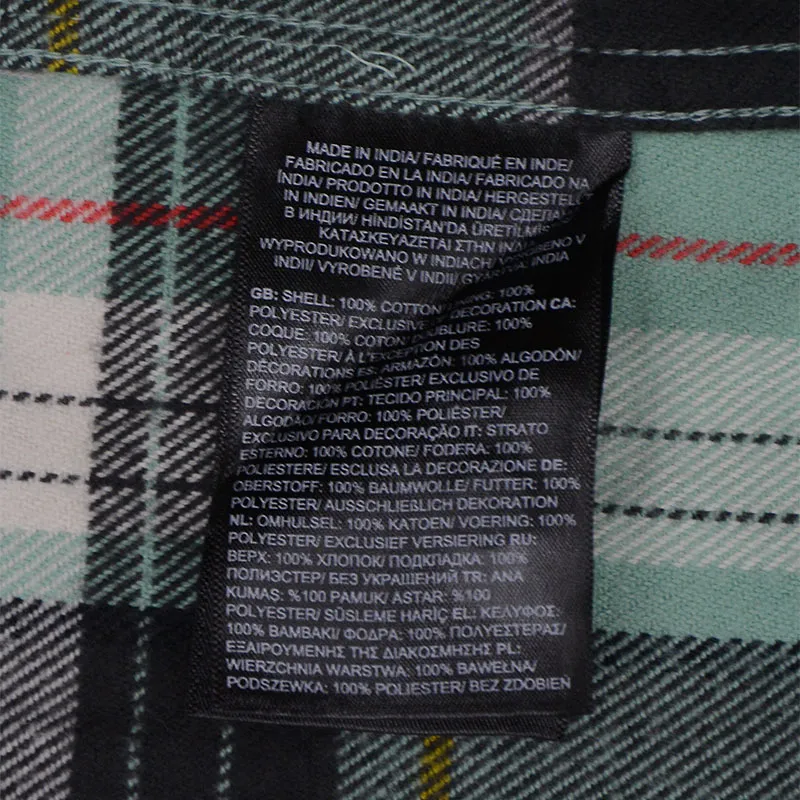 MADE IN INDIA/ FABRIQUÉ EN INDE/
FABRICADO EN LA INDIA/ FABRICADO NA
ÍNDIA/ PRODOTTO IN INDIA/ HERGESTELLT
IN INDIEN/ GEMAAKT IN INDIA/
В ИНДИИ/ HİNDİSTAN'DA ÜRETİLMİŞ
ΚΑΤΑΣΚΕΥΑΖΕΤΑΙ ΣΤΗΝ V
WYPRODUKOWANO W INDIACH/ INDIA
INDII/ VYROBENÉ V INDII/
GB: SHELL: 100% COTTON/ 100%
POLYESTER/ EXCLUSIVE DECORATION CA:
COQUE: 100% COTON/ DOUBLURE: 100%
POLYESTER/ À L'EXCEPTION DES
DÉCORATIONS ES: ARMAZÓN: 100% ALGODÓN/
FORRO: 100% POLIÉSTER/ EXCLUSIVO DE
DECORACIÓN PT: TECIDO PRINCIPAL: 100%
ALGODÃO/ FORRO: 100% POLIÉSTER/
EXCLUSIVO PARA DECORAÇÃO IT: STRATO
ESTERNO: 100% COTONE/ FODERA: 100%
POLIESTERE/ ESCLUSA LA DECORAZIONE DE:
OBERSTOFF: 100% BAUMWOLLE/ FUTTER: 100%
POLYESTER/ AUSSCHLIEßLICH DEKORATION
NL: OMHULSEL: 100% KATOEN/ VOERING: 100%
POLYESTER/ EXCLUSIEF VERSIERING RU:
ВЕРХ: 100% ХЛОПОК/ ПОДКЛАДКА: 100%
ПОЛИЭСТЕР/ БЕЗ УКРАШЕНИЙ TR: ANA
KUMAŞ: %100 PAMUK/ ASTAR: %100
POLYESTER/ SÜSLEME HARİÇ EL: ΚΕΛΥΦΟΣ:
100% ΒΑΜΒΑΚΙ/ ΦΟΔΡΑ: 100% ΠΟΛΥΕΣΤΕΡΑΣ/
ΕΞΑΙΡΟΥΜΕΝΗΣ ΤΗΣ ΔΙΑΚΟΣΜΗΣΗΣ PL:
WIERZCHNIA WARSTWA: 100% BAWEŁNA/
PODSZEWKA: 100% POLIESTER/ BEZ ZDOBIEŃ